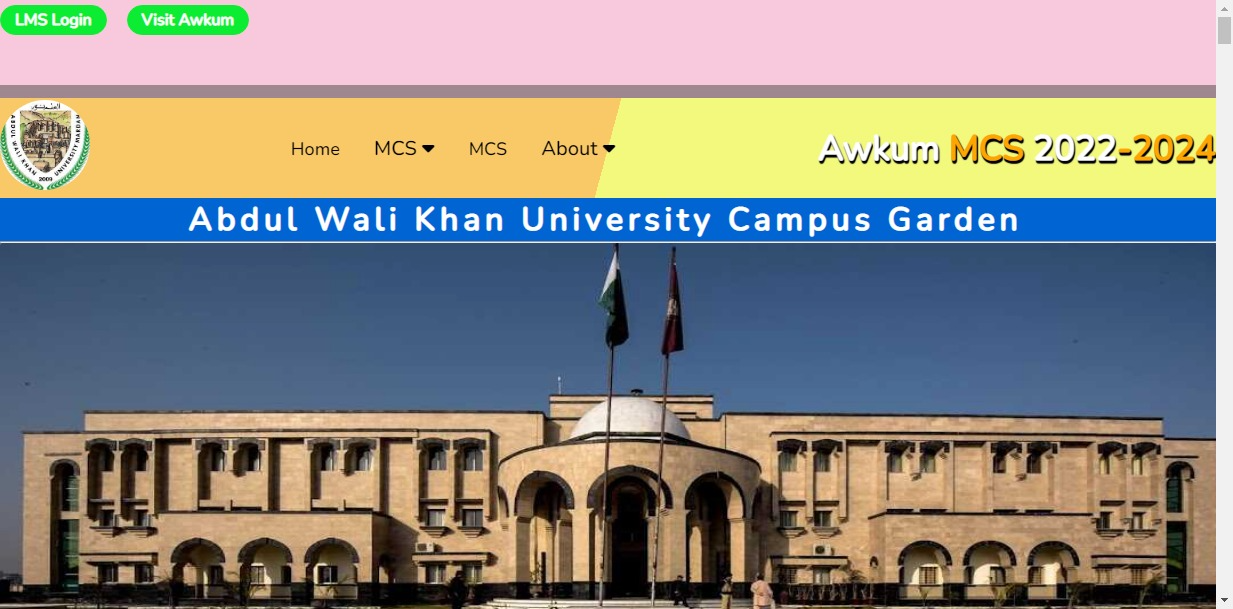 LMS Login Visit Awkum
Home MCS MCS About
Awkum MCS 2022-2024
ABDUL WALI KHAN UNIVERSITY MARDAN
2009
Abdul Wali Khan University Campus Garden